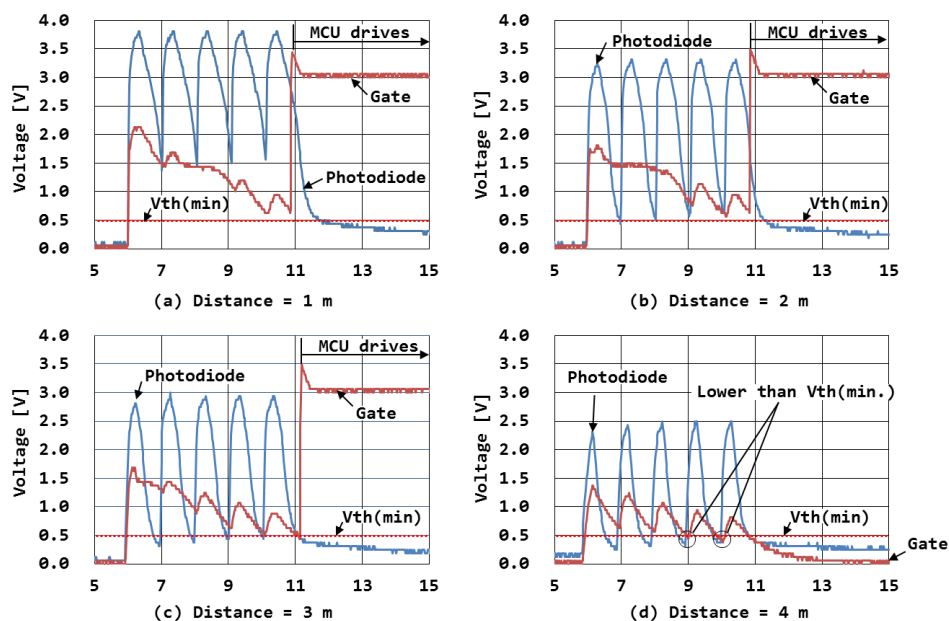 4.0
3.5
3.0
2.5
2.0
1.5
1.0
0.5
0.0
Voltage [V]
MCU drives
Gate
Photodiode
Vth(min)
5 7 9 11 13 15
(a) Distance = 1 m
4.0
3.5
3.0
2.5
2.0
1.5
1.0
0.5
0.0
Voltage [V]
Photodiode
MCU drives
Gate
Vth(min)
5 7 9 11 13 15
(b) Distance = 2 m
4.0
3.5
3.0
2.5
2.0
1.5
1.0
0.5
0.0
Voltage [V]
MCU drives
Photodiode
Gate
Vth(min)
5 7 9 11 13 15
(c) Distance = 3 m
4.0
3.5
3.0
2.5
2.0
1.5
1.0
0.5
0.0
Voltage [V]
Photodiode
Lower than Vth(min.)
Vth(min)
Gate
5 7 9 11 13 15
(d) Distance = 4 m